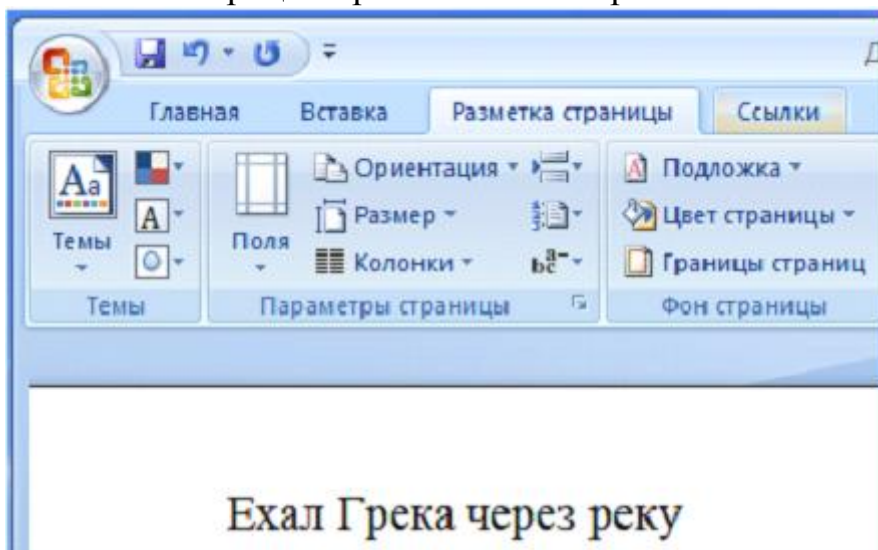 Главная Вставка Разметка страницы Ссылки
Aa Ориентация Подложка
A Размер Цвет страницы
Темы Поля Колонки Границы страниц
Темы Параметры страницы Фон страницы
Ехал Грека через реку